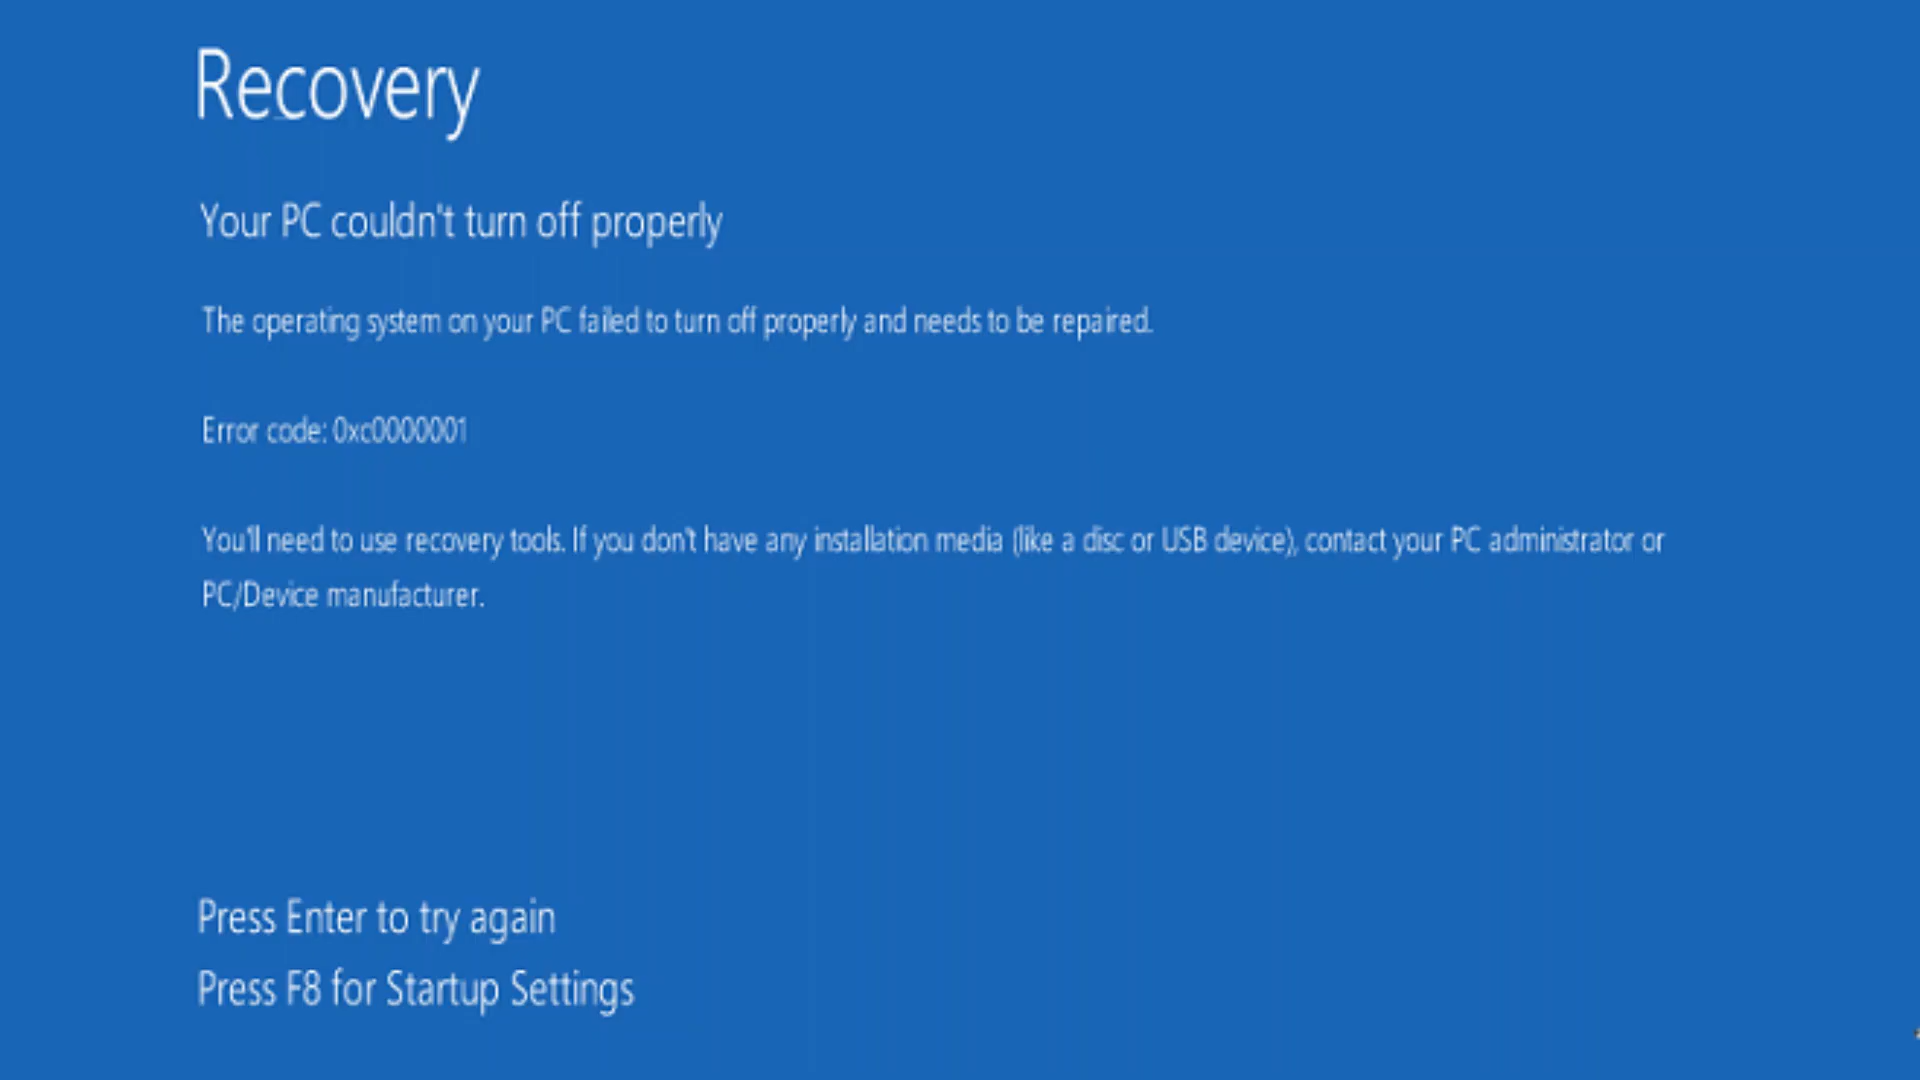 Recovery
Your PC couldn't turn off properly
The operating system on your PC failed to turn off properly and needs to be repaired.
Error code: 0xc0000001
You'll need to use recovery tools. If you don't have any installation media (like a disc or USB device), contact your PC administrator or
PC/Device manufacturer.
Press Enter to try again
Press F8 for Startup Settings